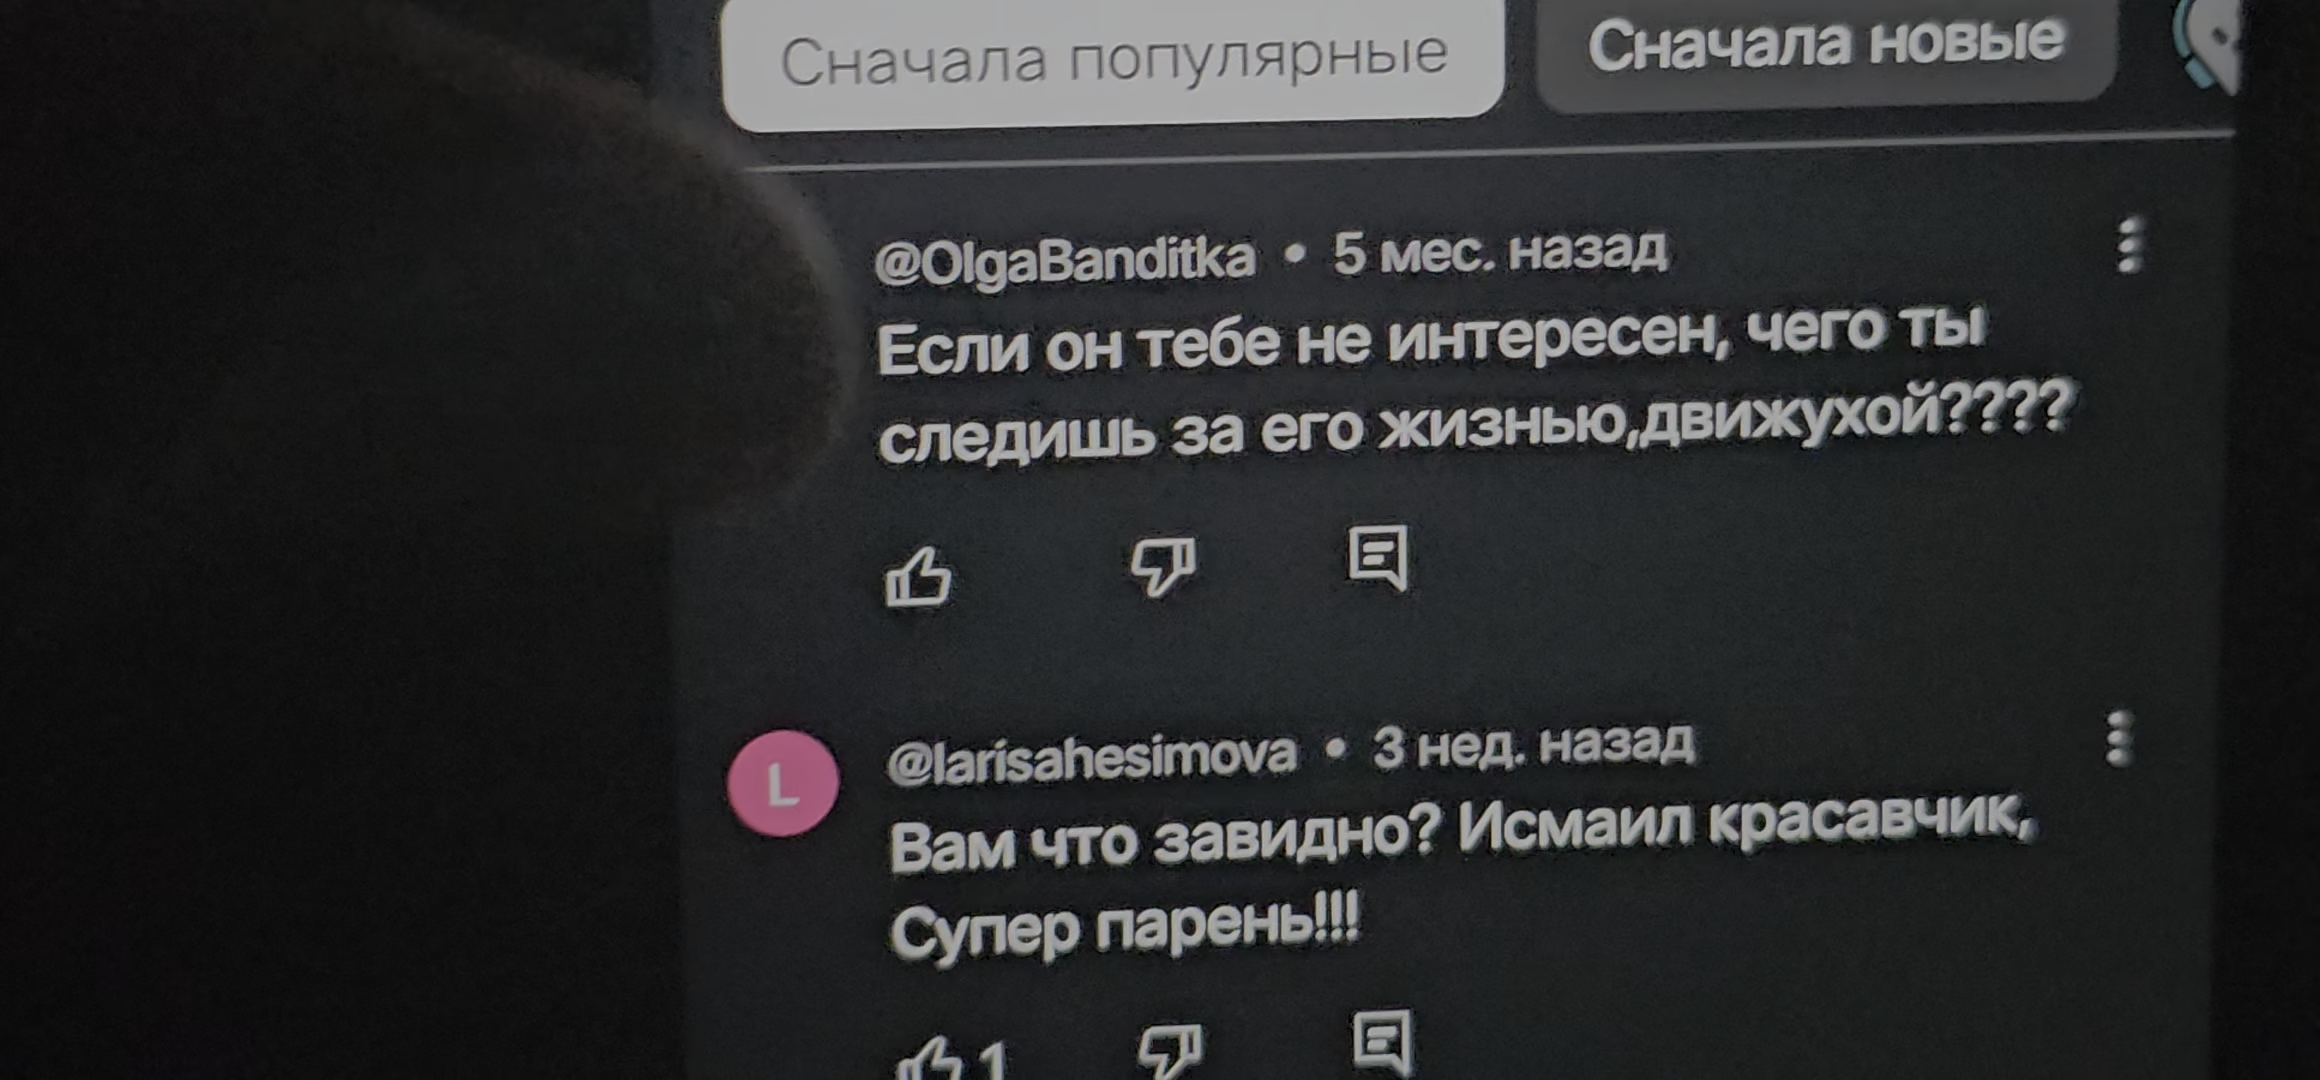 Сначала популярные
Сначала новые
@OlgaBanditka • 5 мес. назад
Если он тебе не интересен, чего ты
следишь за его жизнью,движухой????
L
@larisahesimova • 3 нед. назад
Вам что завидно? Исмаил красавчик,
Супер парень!!!
1